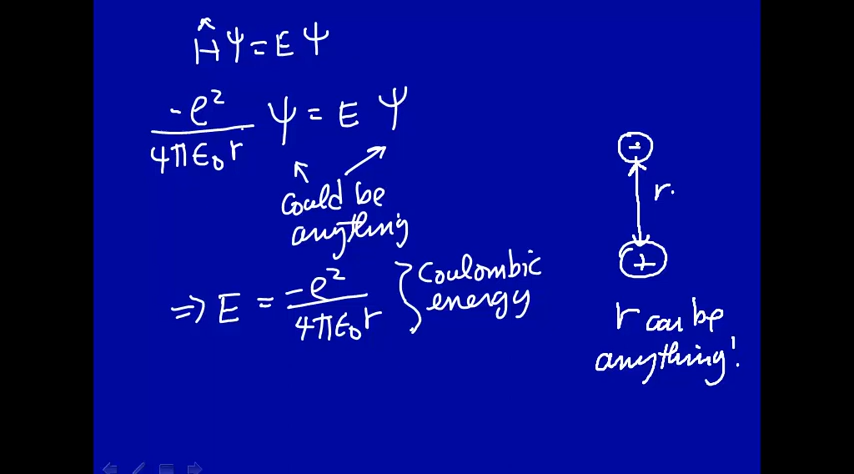 ĤΨ = EΨ
-e²/4πε₀r Ψ = E Ψ
could be
anything
⇒ E = -e²/4πε₀r } Coulombic
energy
-
r.
+
r can be
anything!